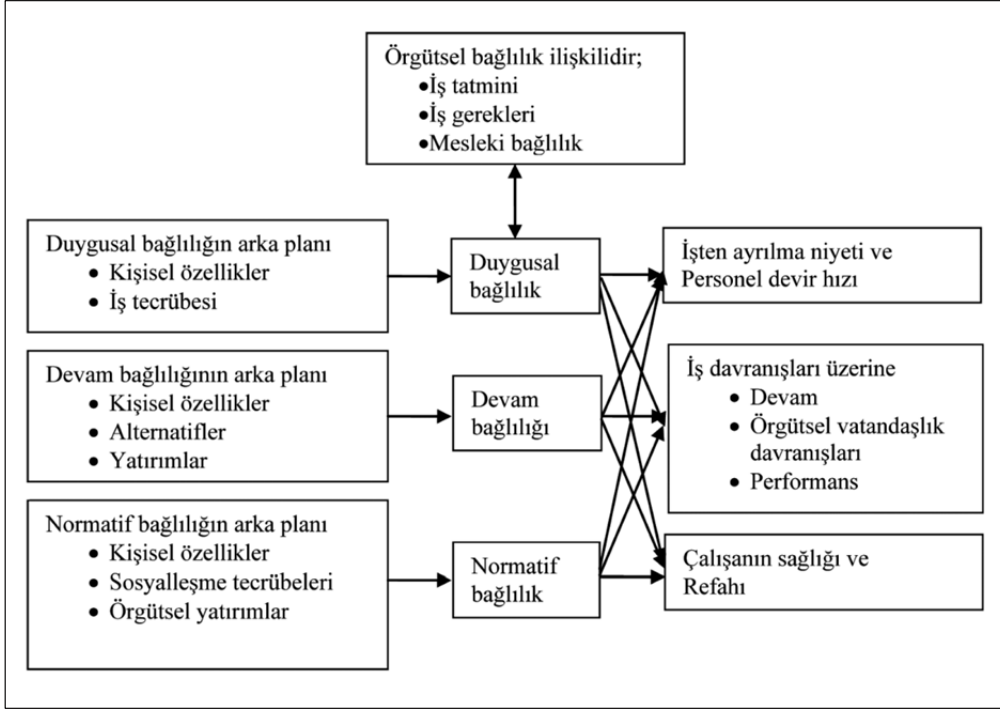 Örgütsel bağlılık ilişkilidir;
•İş tatmini
•İş gerekleri
•Mesleki bağlılık
Duygusal bağlılığın arka planı
• Kişisel özellikler
• İş tecrübesi
Duygusal
bağlılık
İşten ayrılma niyeti ve
Personel devir hızı
Devam bağlılığının arka planı
• Kişisel özellikler
• Alternatifler
• Yatırımlar
Devam
bağlılığı
İş davranışları üzerine
• Devam
• Örgütsel vatandaşlık
davranışları
• Performans
Normatif bağlılığın arka planı
• Kişisel özellikler
• Sosyalleşme tecrübeleri
• Örgütsel yatırımlar
Normatif
bağlılık
Çalışanın sağlığı ve
Refahı